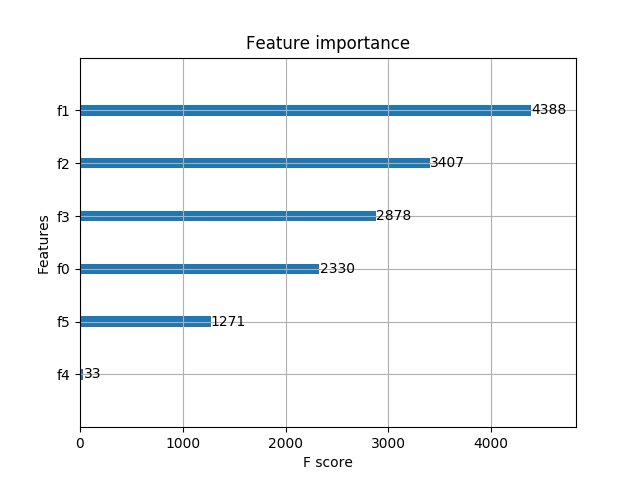 Feature importance
f1 4388
f2 3407
f3 2878
f0 2330
f5 1271
f4 33
Features
0 1000 2000 3000 4000
F score